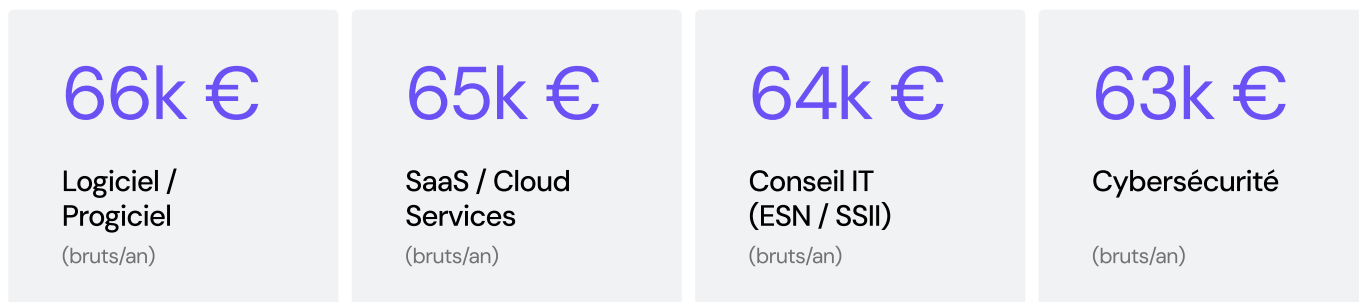 66k €
Logiciel /
Progiciel
(bruts/an)
65k €
SaaS / Cloud
Services
(bruts/an)
64k €
Conseil IT
(ESN / SSII)
(bruts/an)
63k €
Cybersécurité
(bruts/an)